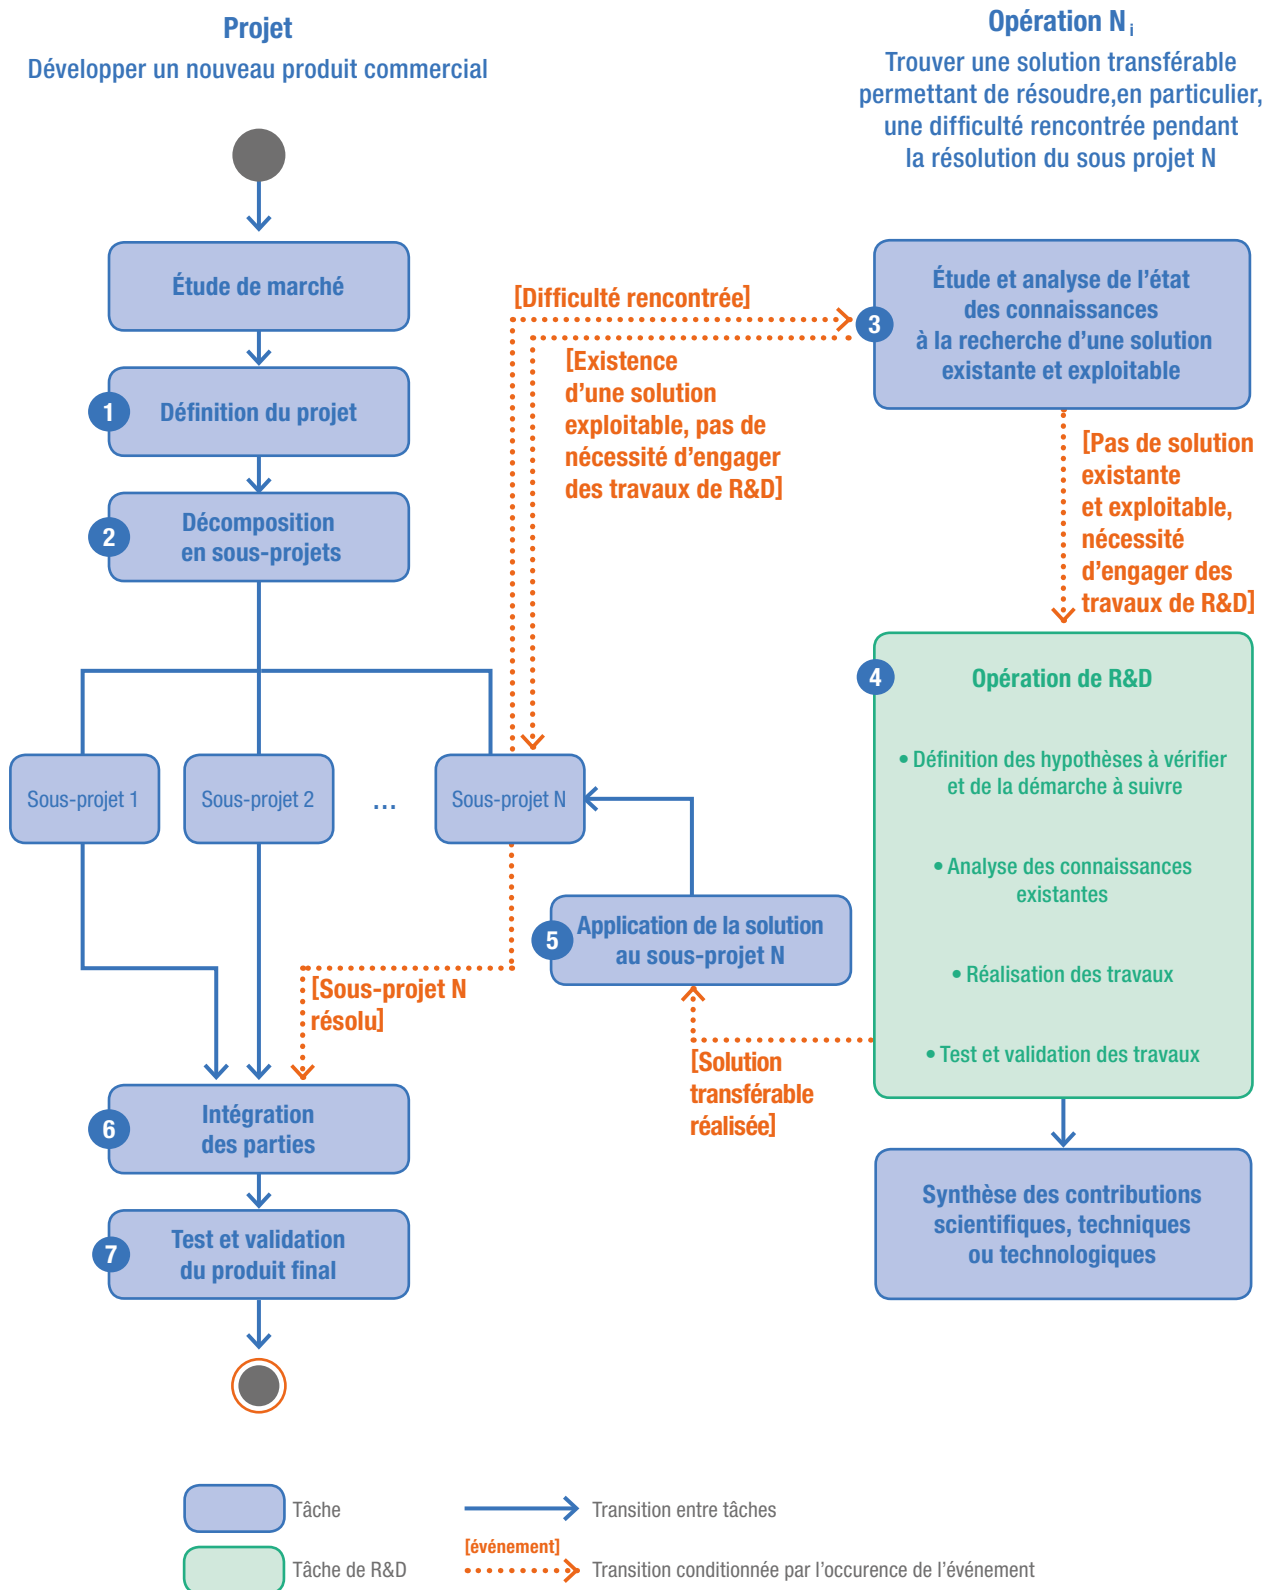 Projet
Développer un nouveau produit commercial
Opération N i
Trouver une solution transférable
permettant de résoudre,en particulier,
une difficulté rencontrée pendant
la résolution du sous projet N
Étude de marché
1
Définition du projet
2
Décomposition
en sous-projets
[Difficulté rencontrée]
[Existence
d'une solution
exploitable, pas de
nécessité d'engager
des travaux de R&D]
3
Étude et analyse de l'état
des connaissances
à la recherche d'une solution
existante et exploitable
[Pas de solution
existante
et exploitable,
nécessité
d'engager des
travaux de R&D]
4
Opération de R&D
• Définition des hypothèses à vérifier
et de la démarche à suivre
• Analyse des connaissances
existantes
• Réalisation des travaux
• Test et validation des travaux
Sous-projet 1
Sous-projet 2
...
Sous-projet N
5
Application de la solution
au sous-projet N
[Sous-projet N
résolu]
[Solution
transférable
réalisée]
6
Intégration
des parties
7
Test et validation
du produit final
Synthèse des contributions
scientifiques, techniques
ou technologiques
Tâche
Transition entre tâches
Tâche de R&D
[événement]
Transition conditionnée par l'occurence de l'événement